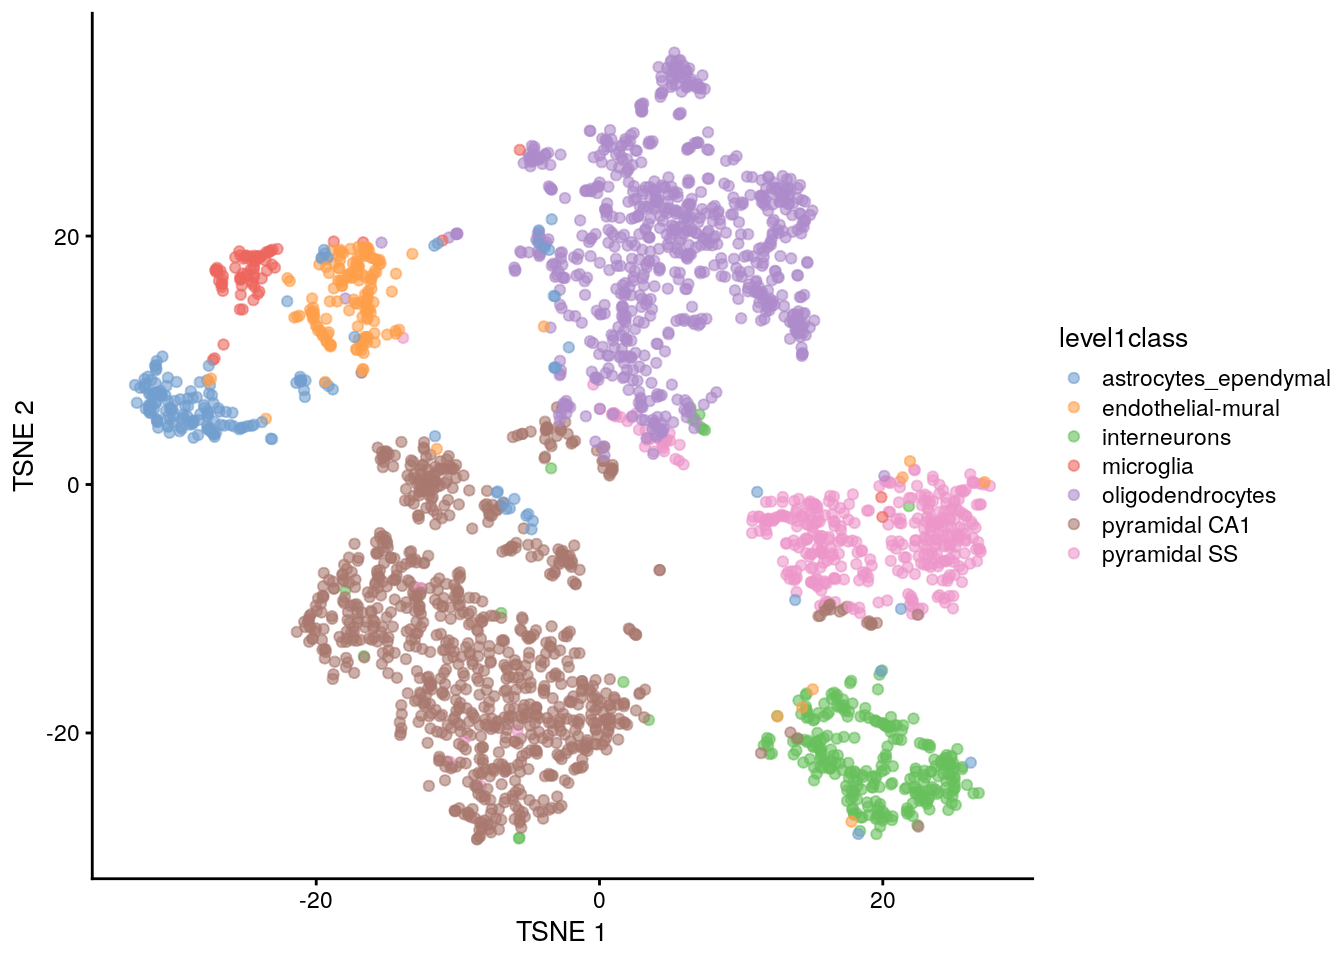 TSNE 2
20
0
-20
-20
0
20
TSNE 1
level1class
astrocytes_ependymal
endothelial-mural
interneurons
microglia
oligodendrocytes
pyramidal CA1
pyramidal SS